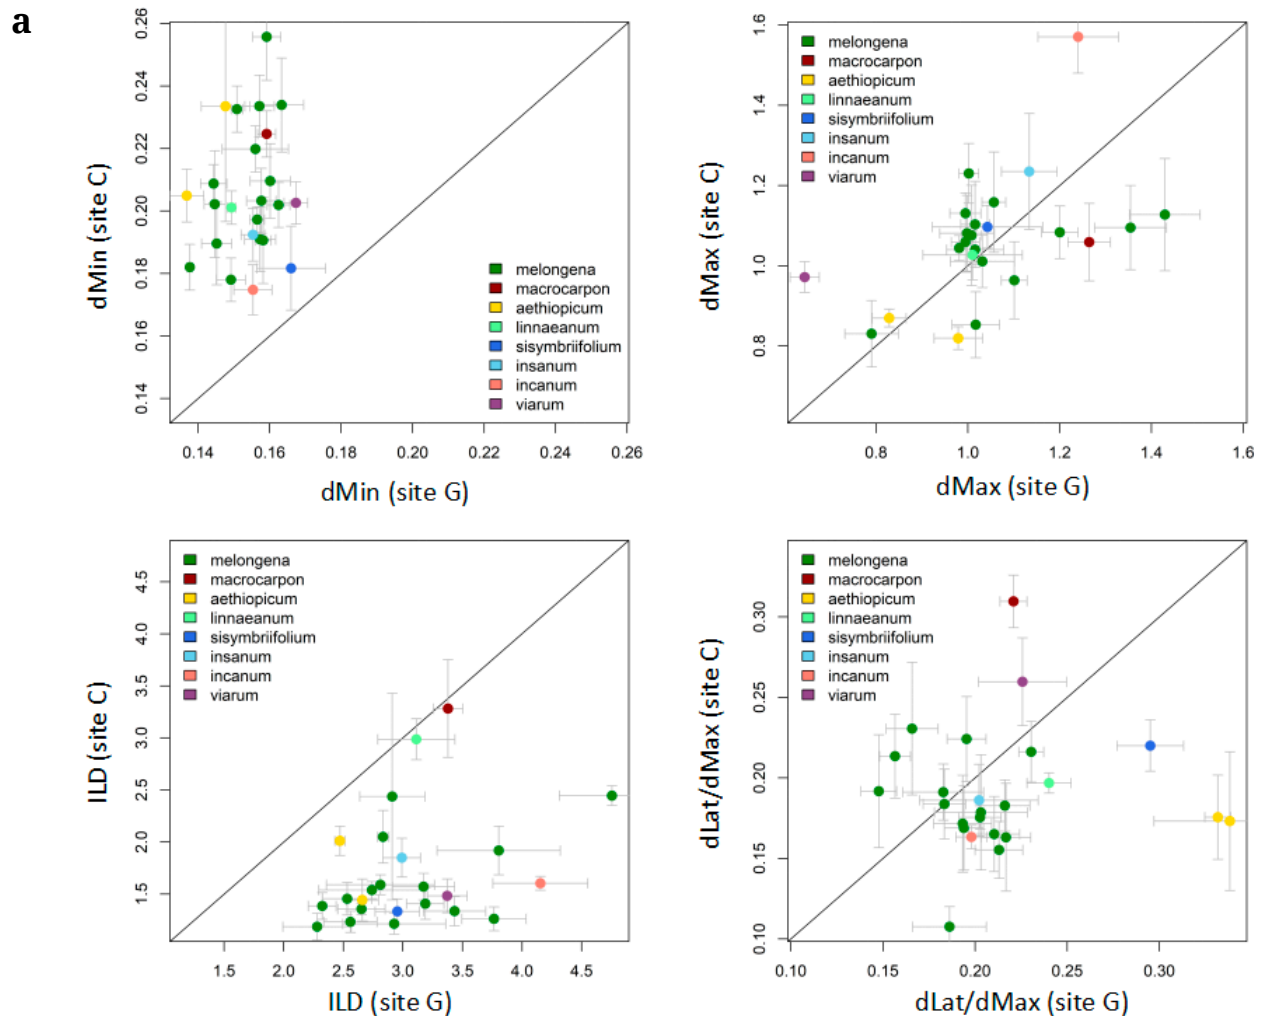 a
0.14 0.16 0.18 0.20 0.22 0.24 0.26
dMin (site C)
melongena
macrocarpon
aethiopicum
linnaeanum
sisymbriifolium
insanum
incanum
viarum
0.14 0.16 0.18 0.20 0.22 0.24 0.26
dMin (site G)
0.8 1.0 1.2 1.4 1.6
dMax (site C)
melongena
macrocarpon
aethiopicum
linnaeanum
sisymbriifolium
insanum
incanum
viarum
0.8 1.0 1.2 1.4 1.6
dMax (site G)
1.5 2.0 2.5 3.0 3.5 4.0 4.5
ILD (site C)
melongena
macrocarpon
aethiopicum
linnaeanum
sisymbriifolium
insanum
incanum
viarum
1.5 2.0 2.5 3.0 3.5 4.0 4.5
ILD (site G)
0.10 0.15 0.20 0.25 0.30
dLat/dMax (site C)
melongena
macrocarpon
aethiopicum
linnaeanum
sisymbriifolium
insanum
incanum
viarum
0.10 0.15 0.20 0.25 0.30
dLat/dMax (site G)